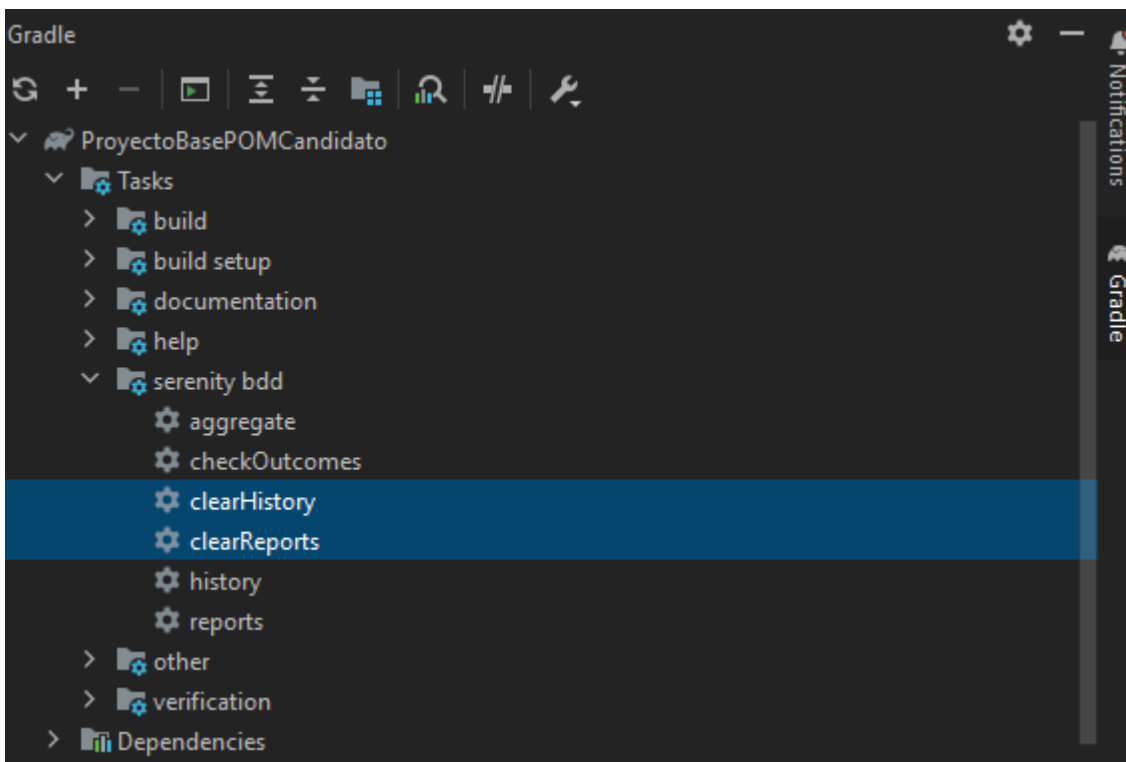 Gradle
Notifications
ProyectoBasePOMCandidato
Tasks
build
build setup
documentation
Gradle
help
serenity bdd
aggregate
checkOutcomes
clearHistory
clearReports
history
reports
other
verification
Dependencies